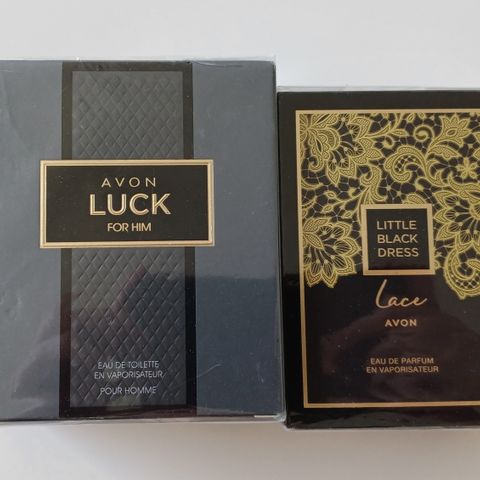 AVON
LUCK
FOR HIM
EAU DE TOILETTE
EN VAPORISATEUR
POUR HOMME
LITTLE
BLACK
DRESS
Lace
AVON
EAU DE PARFUM
EN VAPORISATEUR